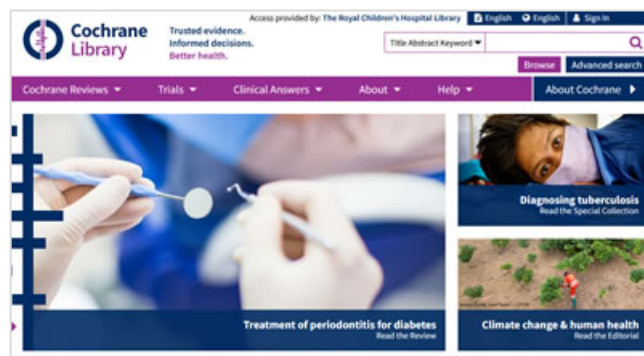 Access provided by: The Royal Children's Hospital Library
English
English
Sign In
Cochrane
Library
Trusted evidence.
Informed decisions.
Better health.
Title Abstract Keyword
Browse
Advanced search
Cochrane Reviews
Trials
Clinical Answers
About
Help
About Cochrane
Diagnosing tuberculosis
Read the Special Collection
Treatment of periodontitis for diabetes
Read the Review
Climate change & human health
Read the Editorial